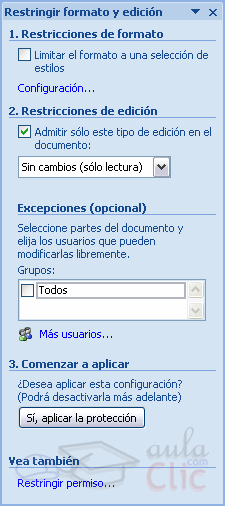 Restringir formato y edición
1. Restricciones de formato
Limitar el formato a una selección de
estilos
Configuración...
2. Restricciones de edición
Admitir sólo este tipo de edición en el
documento:
Sin cambios (sólo lectura)
Excepciones (opcional)
Seleccione partes del documento y
elija los usuarios que pueden
modificarlas libremente.
Grupos:
Todos
Más usuarios...
3. Comenzar a aplicar
¿Desea aplicar esta configuración?
(Podrá desactivarla más adelante)
Sí, aplicar la protección
aula
.com
Clic
Vea también
Restringir permiso...